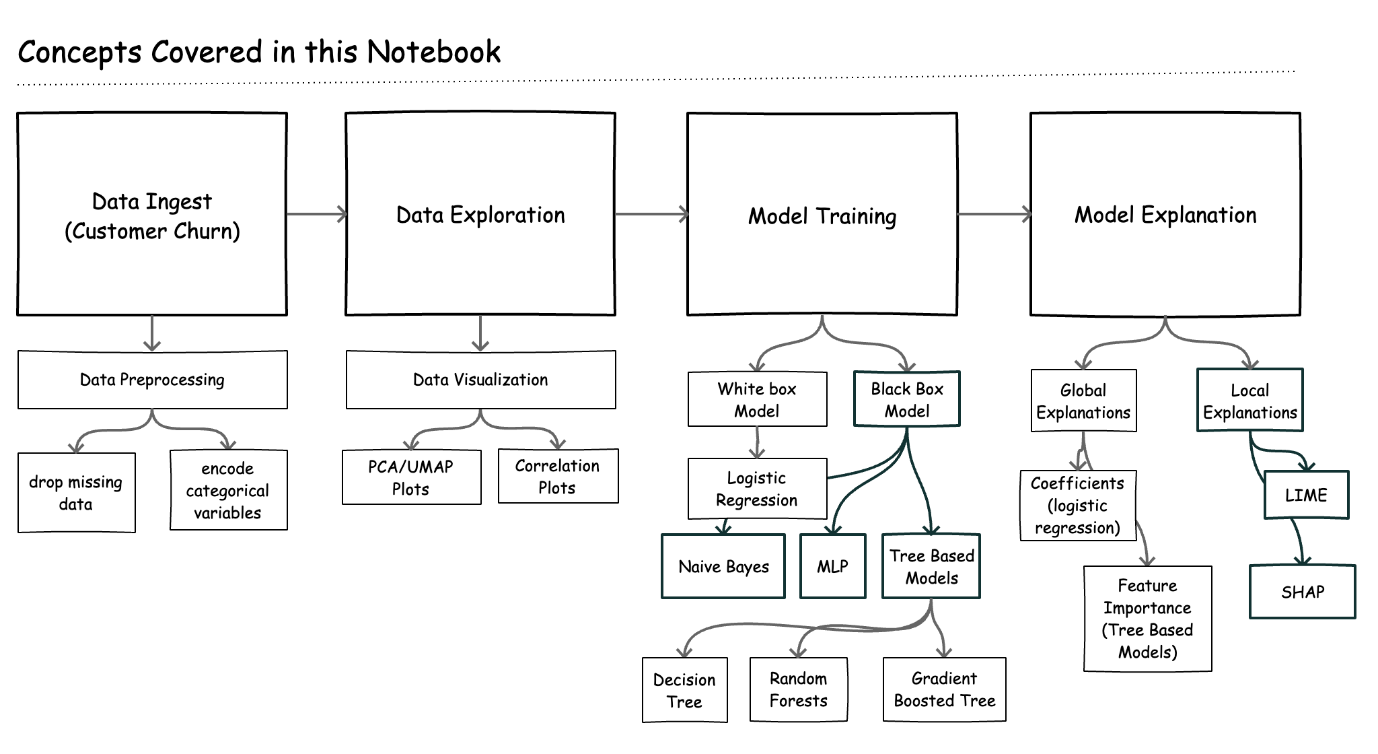 Concepts Covered in this Notebook
Data Ingest
(Customer Churn)
Data Exploration
Model Training
Model Explanation
Data Preprocessing
Data Visualization
White box
Model
Black Box
Model
Global
Explanations
Local
Explanations
drop missing
data
encode
categorical
variables
PCA/UMAP
Plots
Correlation
Plots
Logistic
Regression
Coefficients
(logistic
regression)
LIME
Naive Bayes
MLP
Tree Based
Models
Feature
Importance
(Tree Based
Models)
SHAP
Decision
Tree
Random
Forests
Gradient
Boosted Tree